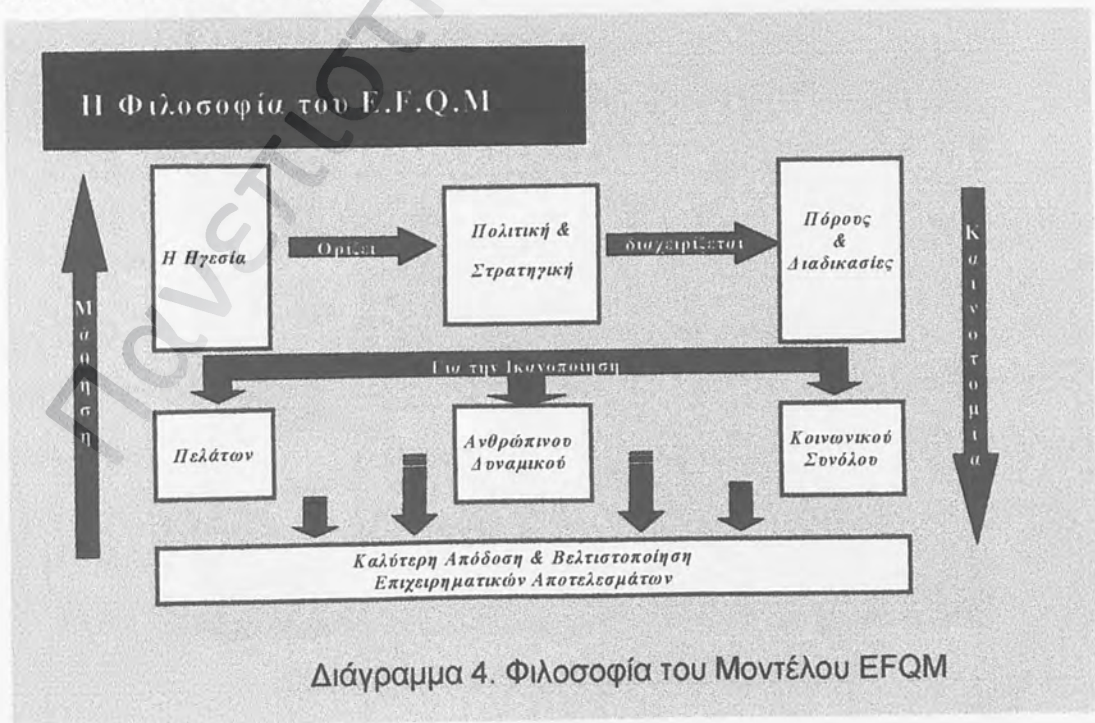 Η Φιλοσοφία του E.F.Q.M
Η Ηγεσία
Ορίζει
Πολιτική &
Στρατηγική
διαχειρίζεται
Πόρους
&
Διαδικασίες
Μάθηση
Καινοτομία
Για την Ικανοποίηση
Πελάτων
Ανθρώπινου
Δυναμικού
Κοινωνικού
Συνόλου
Καλύτερη Απόδοση & Βελτιστοποίηση
Επιχειρηματικών Αποτελεσμάτων
Διάγραμμα 4. Φιλοσοφία του Μοντέλου EFQM